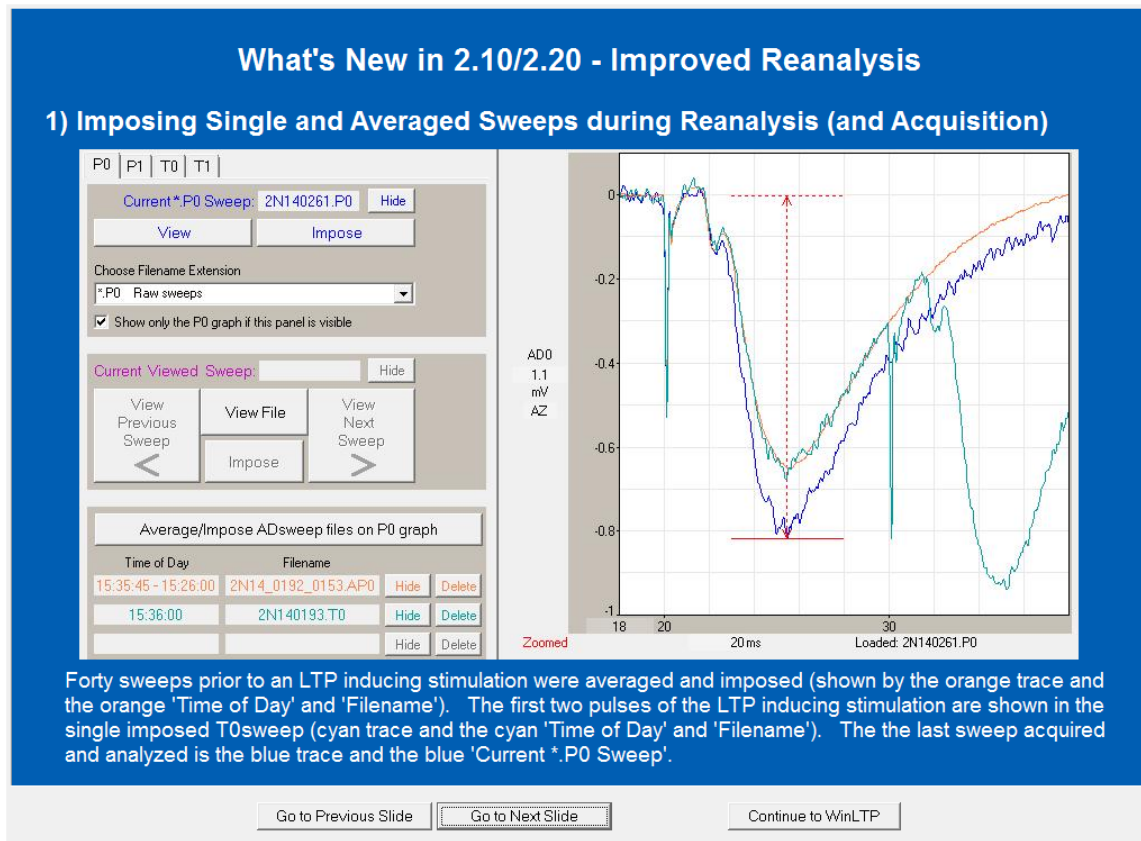 What's New in 2.10/2.20 - Improved Reanalysis
1) Imposing Single and Averaged Sweeps during Reanalysis (and Acquisition)
P0 P1 T0 T1
Current *.P0 Sweep: 2N140261.P0 Hide
View Impose
Choose Filename Extension
*.P0 Raw sweeps
Show only the P0 graph if this panel is visible
Current Viewed Sweep: Hide
View Previous Sweep <
View File
Impose
View Next Sweep >
Average/Impose ADsweep files on P0 graph
Time of Day Filename
15:35:45 - 15:26:00 2N14_0192_0153.AP0 Hide Delete
15:36:00 2N140193.T0 Hide Delete
Hide Delete
AD0
1.1
mV
AZ
0
-0.2
-0.4
-0.6
-0.8
-1
18 20 30
Zoomed 20 ms Loaded: 2N140261.P0
Forty sweeps prior to an LTP inducing stimulation were averaged and imposed (shown by the orange trace and
the orange 'Time of Day' and 'Filename'). The first two pulses of the LTP inducing stimulation are shown in the
single imposed T0sweep (cyan trace and the cyan 'Time of Day' and 'Filename'). The the last sweep acquired
and analyzed is the blue trace and the blue 'Current *.P0 Sweep'.
Go to Previous Slide Go to Next Slide Continue to WinLTP